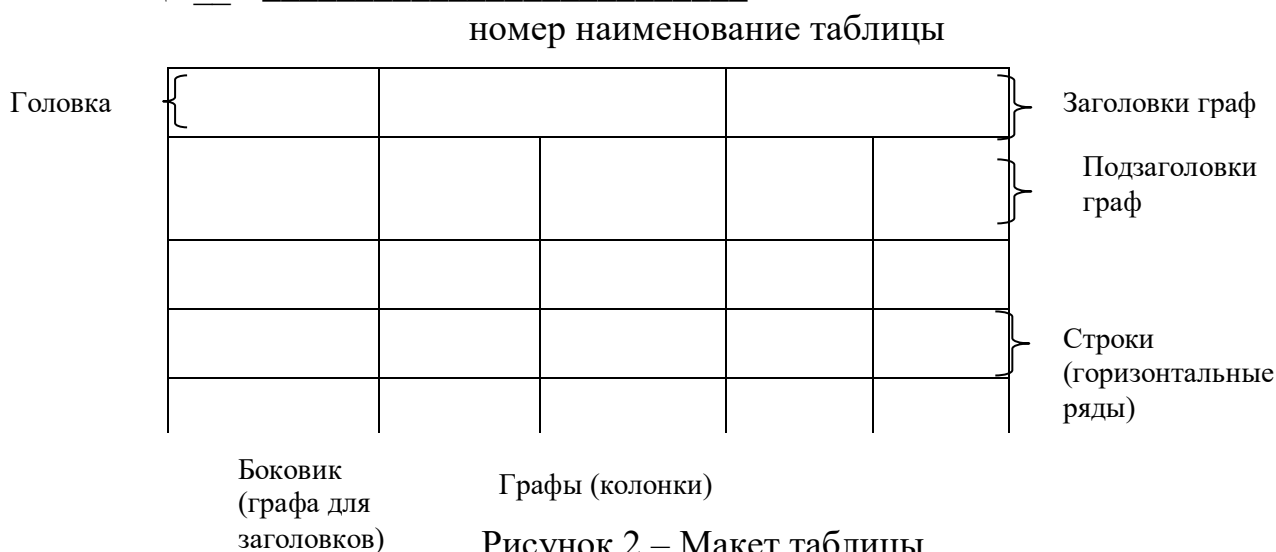 номер наименование таблицы
Головка
Заголовки граф
Подзаголовки
граф
Строки
(горизонтальные
ряды)
Боковик
(графа для
заголовков)
Графы (колонки)
Рисунок 2 – Макет таблицы